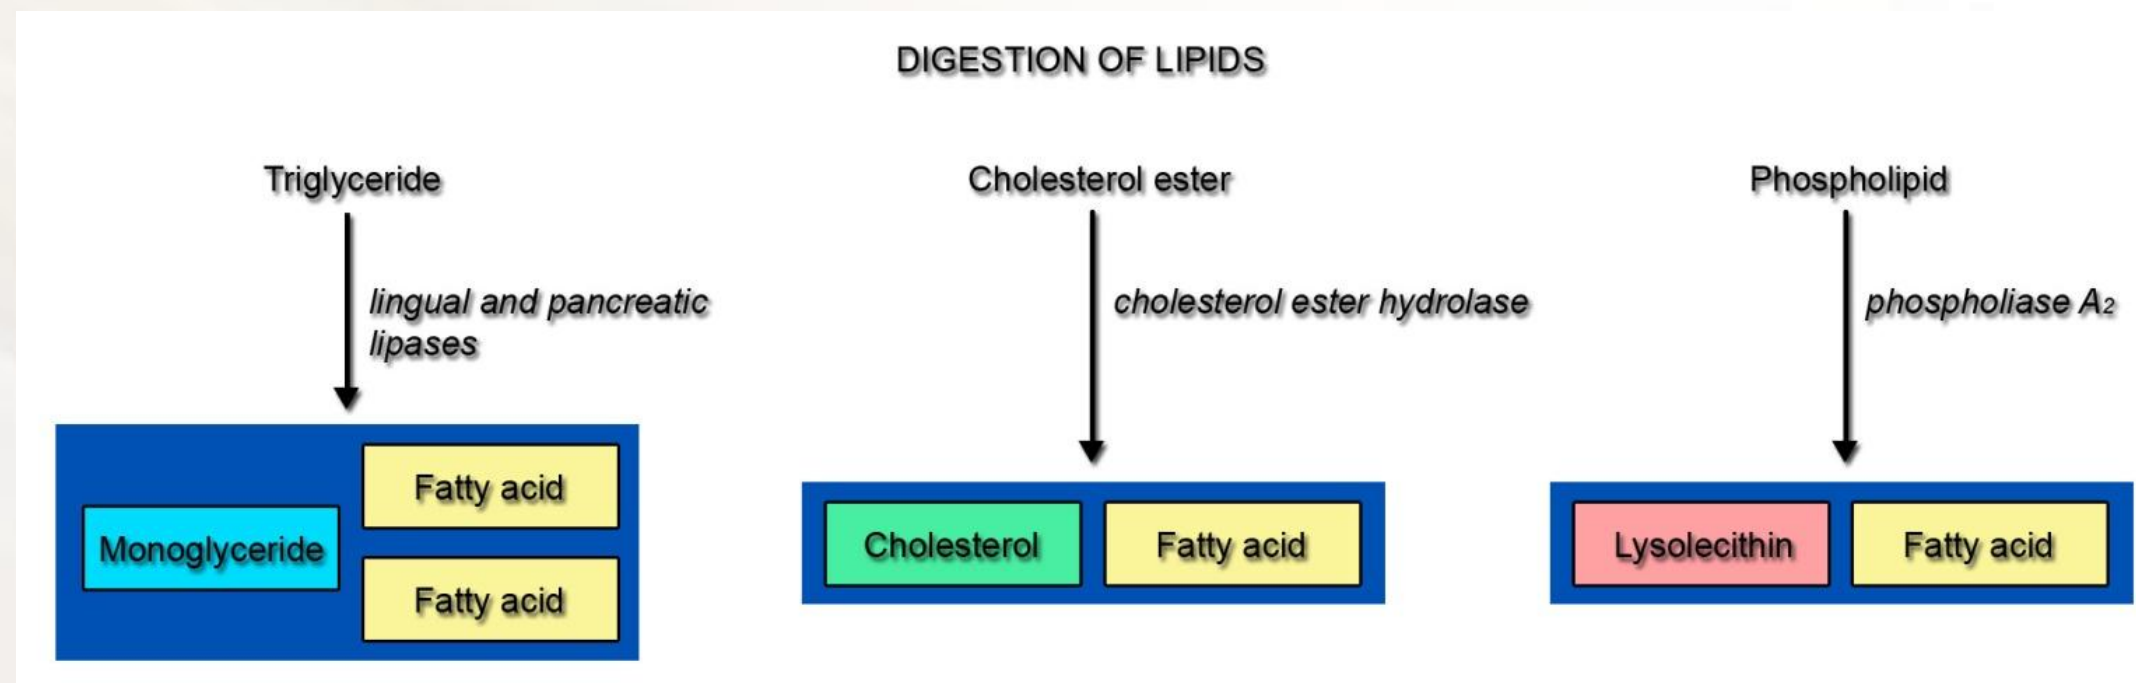 DIGESTION OF LIPIDS
Triglyceride
lingual and pancreatic
lipases
Monoglyceride
Fatty acid
Fatty acid
Cholesterol ester
cholesterol ester hydrolase
Cholesterol
Fatty acid
Phospholipid
phospholiase A₂
Lysolecithin
Fatty acid